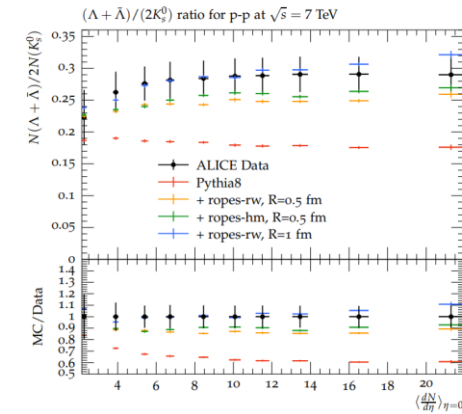 (Λ + Λ̄)/(2K⁰ₛ) ratio for p-p at √s = 7 TeV
N(Λ + Λ̄)/2N(K⁰ₛ)
0.35
0.3
0.25
0.2
0.15
0.1
0.05
0
ALICE Data
Pythia8
+ ropes-rw, R=0.5 fm
+ ropes-hm, R=0.5 fm
+ ropes-rw, R=1 fm
MC/Data
1.4
1.3
1.2
1.1
1
0.9
0.8
0.7
0.6
0.5
4 6 8 10 12 14 16 18 20
⟨dN/dη⟩η=0